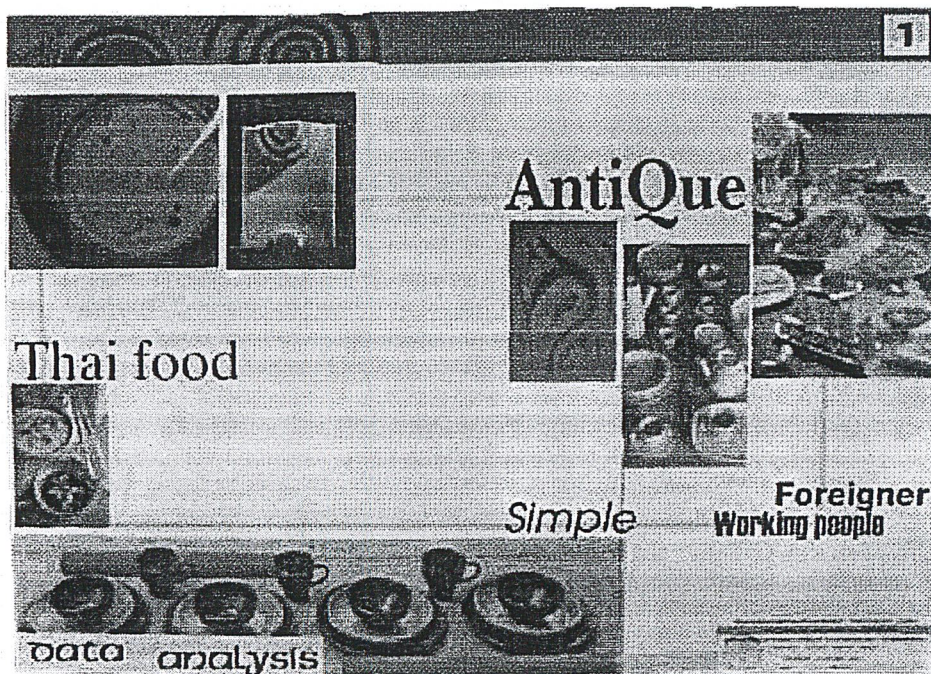 1
AntiQue
Thai food
Simple
Foreigner
Working people
Data analysis